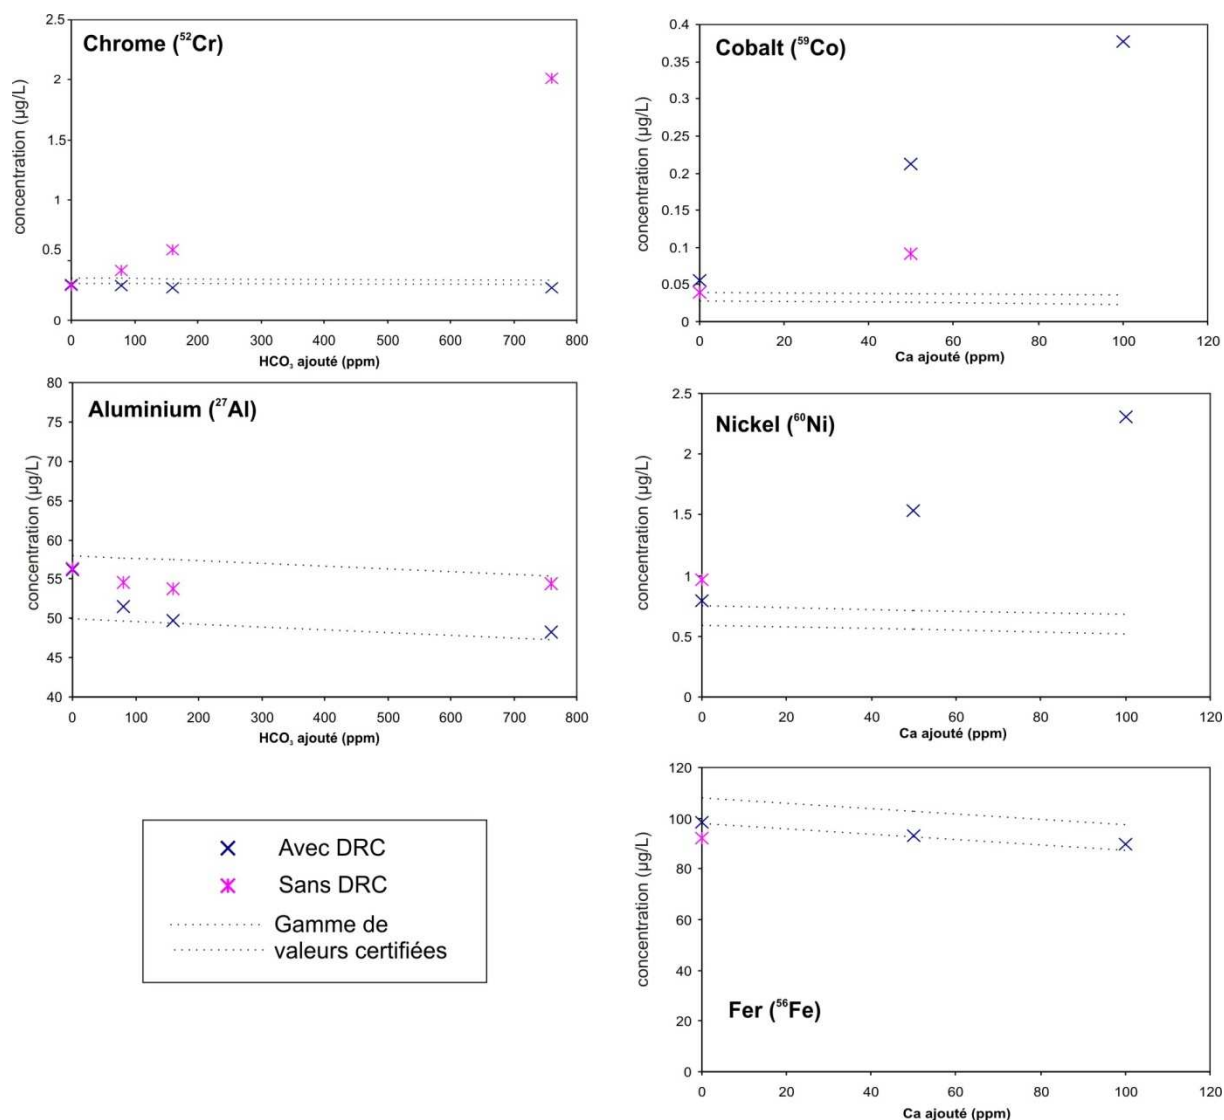 Chrome (⁵²Cr)
concentration (µg/L)
2.5
2
1.5
1
0.5
0
0 100 200 300 400 500 600 700 800
HCO₃ ajouté (ppm)
Cobalt (⁵⁹Co)
concentration (µg/L)
0.4
0.35
0.3
0.25
0.2
0.15
0.1
0.05
0
0 20 40 60 80 100 120
Ca ajouté (ppm)
Aluminium (²⁷Al)
concentration (µg/L)
80
75
70
65
60
55
50
45
40
0 100 200 300 400 500 600 700 800
HCO₃ ajouté (ppm)
Nickel (⁶⁰Ni)
concentration (µg/L)
2.5
2
1.5
1
0.5
0
0 20 40 60 80 100 120
Ca ajouté (ppm)
Avec DRC
Sans DRC
Gamme de
valeurs certifiées
Fer (⁵⁶Fe)
concentration (µg/L)
120
100
80
60
40
20
0
0 20 40 60 80 100 120
Ca ajouté (ppm)